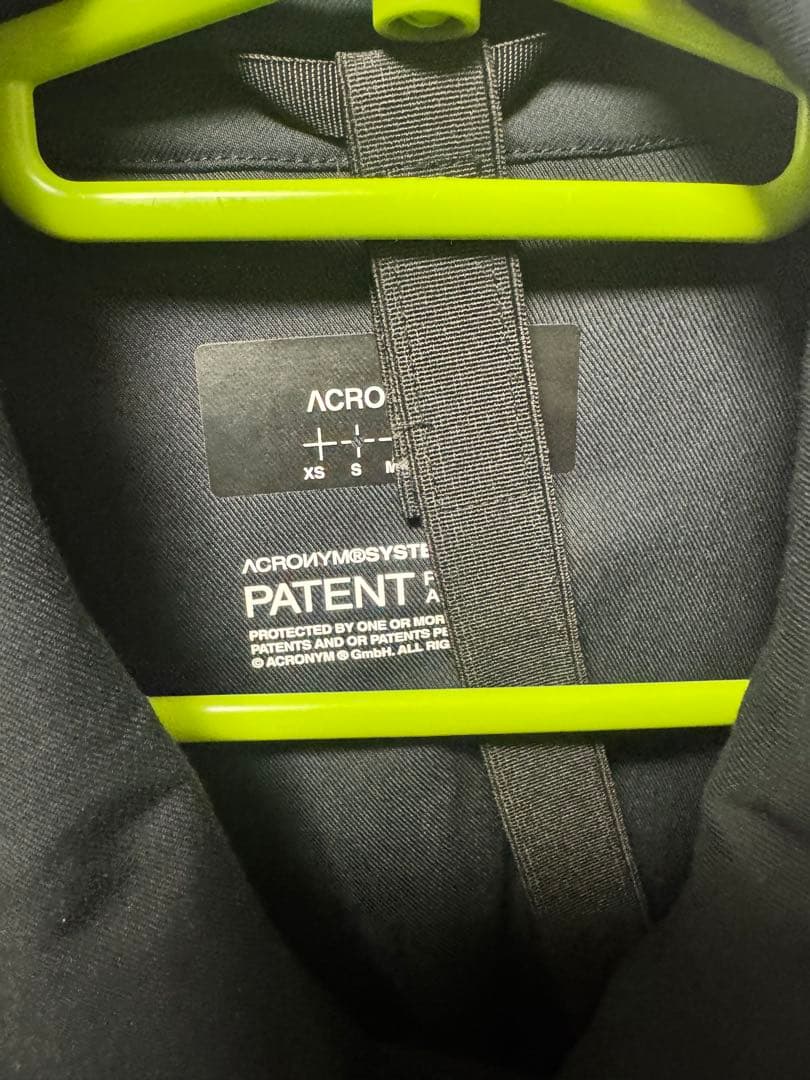 ACRO
XS S M
ACRONYM®SYSTE
PATENT F
A
PROTECTED BY ONE OR MOR
PATENTS AND OR PATENTS PE
© ACRONYM ® GmbH. ALL RIG